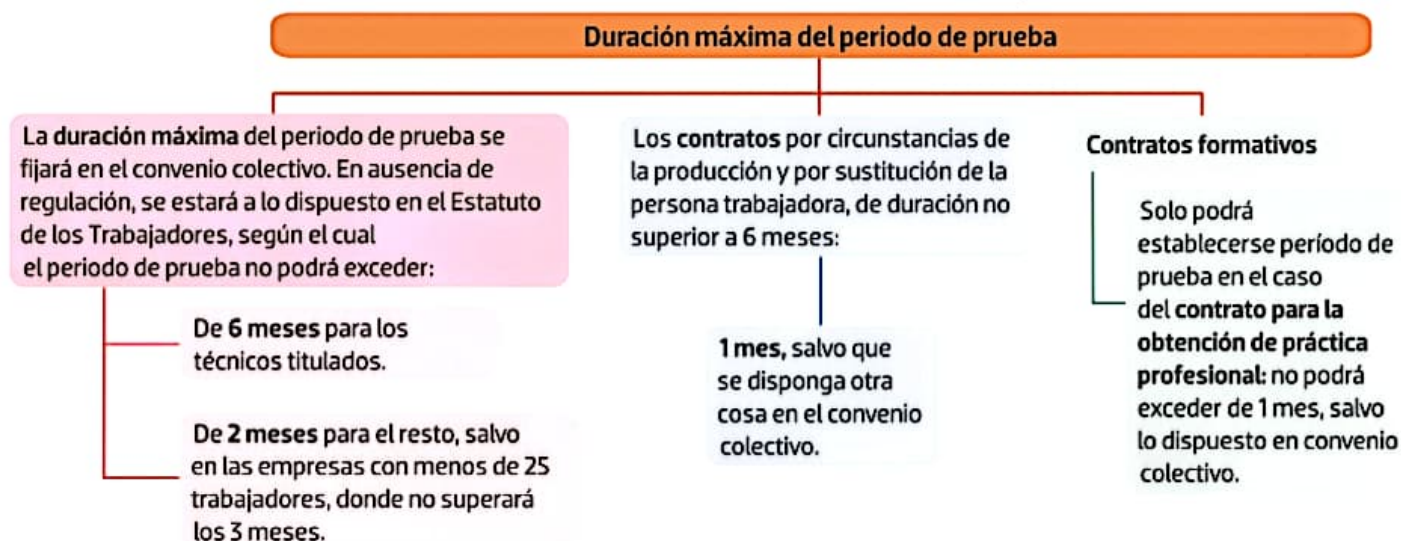 Duración máxima del periodo de prueba
La duración máxima del periodo de prueba se
fijará en el convenio colectivo. En ausencia de
regulación, se estará a lo dispuesto en el Estatuto
de los Trabajadores, según el cual
el periodo de prueba no podrá exceder:
De 6 meses para los
técnicos titulados.
De 2 meses para el resto, salvo
en las empresas con menos de 25
trabajadores, donde no superará
los 3 meses.
Los contratos por circunstancias de
la producción y por sustitución de la
persona trabajadora, de duración no
superior a 6 meses:
1 mes, salvo que
se disponga otra
cosa en el convenio
colectivo.
Contratos formativos
Solo podrá
establecerse período de
prueba en el caso
del contrato para la
obtención de práctica
profesional: no podrá
exceder de 1 mes, salvo
lo dispuesto en convenio
colectivo.